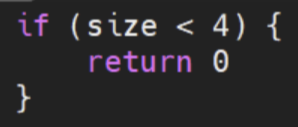 if (size < 4) {
    return 0
}